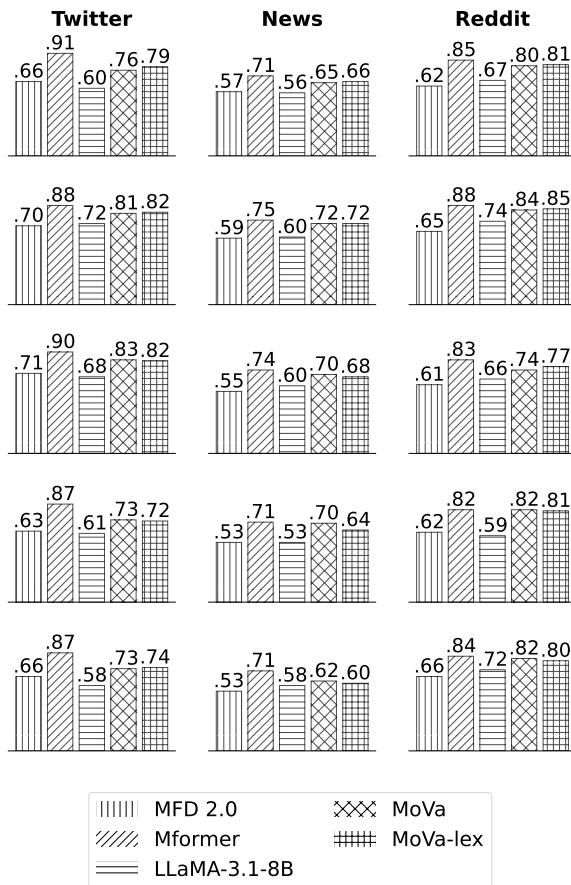 Twitter News Reddit
.66 .91 .60 .76 .79 .57 .71 .56 .65 .66 .62 .85 .67 .80 .81
.70 .88 .72 .81 .82 .59 .75 .60 .72 .72 .65 .88 .74 .84 .85
.71 .90 .68 .83 .82 .55 .74 .60 .70 .68 .61 .83 .66 .74 .77
.63 .87 .61 .73 .72 .53 .71 .53 .70 .64 .62 .82 .59 .82 .81
.66 .87 .58 .73 .74 .53 .71 .58 .62 .60 .66 .84 .72 .82 .80
MFD 2.0
Mformer
LLaMA-3.1-8B
MoVa
MoVa-lex